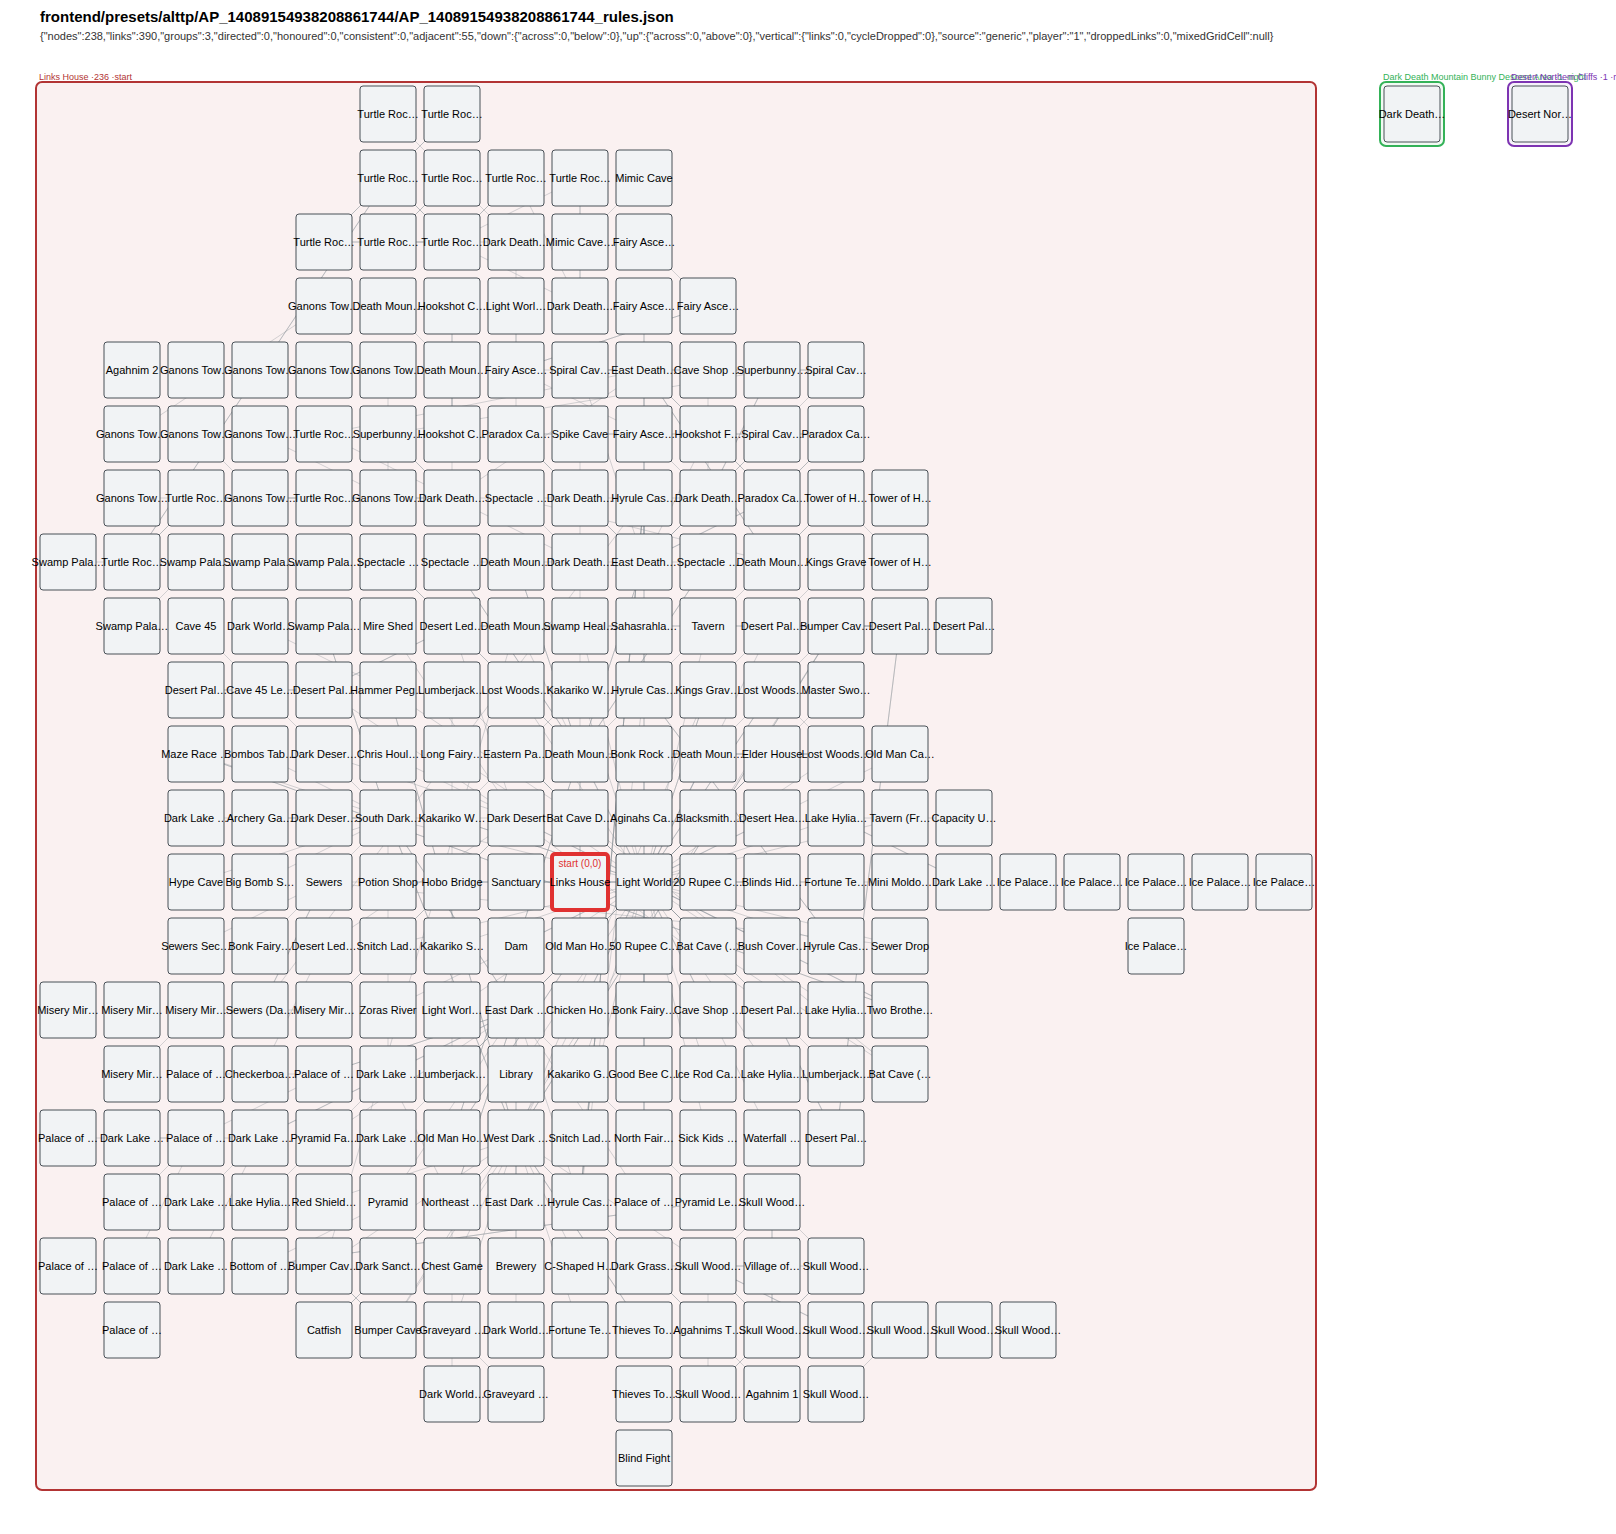 frontend/presets/alttp/AP_14089154938208861744/AP_14089154938208861744_rules.json
{"nodes":238,"links":390,"groups":3,"directed":0,"honoured":0,"consistent":0,"adjacent":55,"down":{"across":0,"below":0},"up":{"across":0,"above":0},"vertical":{"links":0,"cycleDropped":0},"source":"generic","player":"1","droppedLinks":0,"mixedGridCell":null}
Links House ·236 ·start
Dark Death Mountain Bunny Descent Area
Desert Northern Cliffs ·1
Turtle Roc… Turtle Roc… Dark Death… Desert Nor…
Turtle Roc… Turtle Roc… Turtle Roc… Turtle Roc… Mimic Cave
Turtle Roc… Turtle Roc… Turtle Roc… Dark Death… Mimic Cave… Fairy Asce…
Ganons Tow… Death Moun… Hookshot C… Light Worl… Dark Death… Fairy Asce… Fairy Asce…
Agahnim 2 Ganons Tow… Ganons Tow… Ganons Tow… Ganons Tow… Death Moun… Fairy Asce… Spiral Cav… East Death… Cave Shop … Superbunny… Spiral Cav…
Ganons Tow… Ganons Tow… Ganons Tow… Turtle Roc… Superbunny… Hookshot C… Paradox Ca… Spike Cave Fairy Asce… Hookshot F… Spiral Cav… Paradox Ca…
Ganons Tow… Turtle Roc… Ganons Tow… Turtle Roc… Ganons Tow… Dark Death… Spectacle … Dark Death… Hyrule Cas… Dark Death… Paradox Ca… Tower of H… Tower of H…
Swamp Pala… Turtle Roc… Swamp Pala… Swamp Pala… Swamp Pala… Spectacle … Spectacle … Death Moun… Dark Death… East Death… Spectacle … Death Moun… Kings Grave Tower of H…
Swamp Pala… Cave 45 Dark World… Swamp Pala… Mire Shed Desert Led… Death Moun… Swamp Heal… Sahasrahla… Tavern Desert Pal… Bumper Cav… Desert Pal… Desert Pal…
Desert Pal… Cave 45 Le… Desert Pal… Hammer Peg… Lumberjack… Lost Woods… Kakariko W… Hyrule Cas… Kings Grav… Lost Woods… Master Swo…
Maze Race … Bombos Tab… Dark Deser… Chris Houl… Long Fairy… Eastern Pa… Death Moun… Bonk Rock … Death Moun… Elder House Lost Woods… Old Man Ca…
Dark Lake … Archery Ga… Dark Deser… South Dark… Kakariko W… Dark Desert Bat Cave D… Aginahs Ca… Blacksmith… Desert Hea… Lake Hylia… Tavern (Fr… Capacity U…
start (0,0)
Hype Cave Big Bomb S… Sewers Potion Shop Hobo Bridge Sanctuary Links House Light World 20 Rupee C… Blinds Hid… Fortune Te… Mini Moldo… Dark Lake … Ice Palace… Ice Palace… Ice Palace… Ice Palace… Ice Palace…
Sewers Sec… Bonk Fairy… Desert Led… Snitch Lad… Kakariko S… Dam Old Man Ho… 50 Rupee C… Bat Cave (… Bush Cover… Hyrule Cas… Sewer Drop Ice Palace…
Misery Mir… Misery Mir… Misery Mir… Sewers (Da… Misery Mir… Zoras River Light Worl… East Dark … Chicken Ho… Bonk Fairy… Cave Shop … Desert Pal… Lake Hylia… Two Brothe…
Misery Mir… Palace of … Checkerboa… Palace of … Dark Lake … Lumberjack… Library Kakariko G… Good Bee C… Ice Rod Ca… Lake Hylia… Lumberjack… Bat Cave (…
Palace of … Dark Lake … Palace of … Dark Lake … Pyramid Fa… Dark Lake … Old Man Ho… West Dark … Snitch Lad… North Fair… Sick Kids … Waterfall … Desert Pal…
Palace of … Dark Lake … Lake Hylia… Red Shield… Pyramid Northeast … East Dark … Hyrule Cas… Palace of … Pyramid Le… Skull Wood…
Palace of … Palace of … Dark Lake … Bottom of … Bumper Cav… Dark Sanct… Chest Game Brewery C-Shaped H… Dark Grass… Skull Wood… Village of… Skull Wood…
Palace of … Catfish Bumper Cave Graveyard … Dark World… Fortune Te… Thieves To… Agahnims T… Skull Wood… Skull Wood… Skull Wood… Skull Wood… Skull Wood…
Dark World… Graveyard … Thieves To… Skull Wood… Agahnim 1 Skull Wood…
Blind Fight